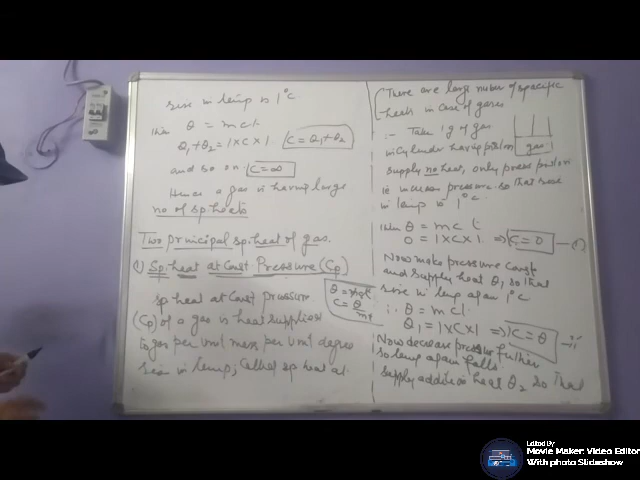 rise in temp is 1°C
then θ = mct
Q₁+θ₂ = 1×C×1 C = Q₁+θ₂
and so on C=∞
Hence a gas is having large
no of sp. heats
Two principal sp. heat of gas.
1) Sp. heat at Const Pressure (Cp)
sp heat at Const pressure
(Cp) of a gas is heat supplied
to gas per unit mass per unit degree
rise in temp, Called sp heat at
θ = mct
C = θ/mt
There are large number of specific
heats in case of gases
:- Take 1g of gas
in Cylinder having piston
gas
supply no heat, only press piston
ie increase pressure so that rise
in temp is 1°C.
then θ = mct
0 = 1×C×1 ⇒ C=0 —(i)
Now make pressure Const
and supply heat θ, so that
rise in temp again 1°C
∴ θ = mct
Q₁ = 1×C×1 ⇒ C=θ —ii
Now decrease pressure further
so temp again falls.
supply additional heat θ₂ so that
Edited By
Movie Maker: Video Editor
With photo Slideshow